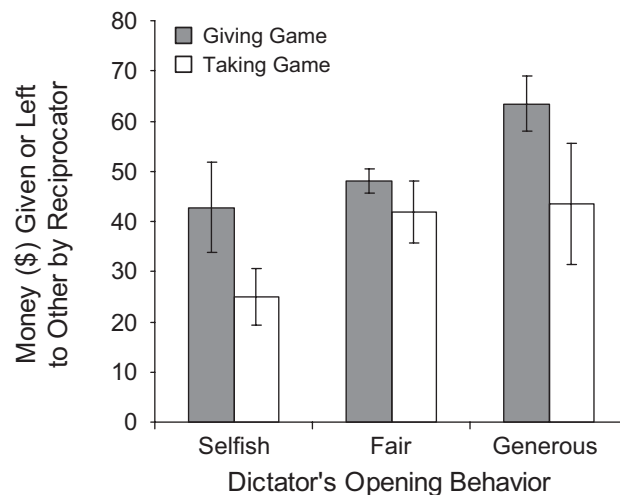 80
70
60
50
40
30
20
10
0
Giving Game
Taking Game
Money ($) Given or Left
to Other by Reciprocator
Selfish Fair Generous
Dictator's Opening Behavior